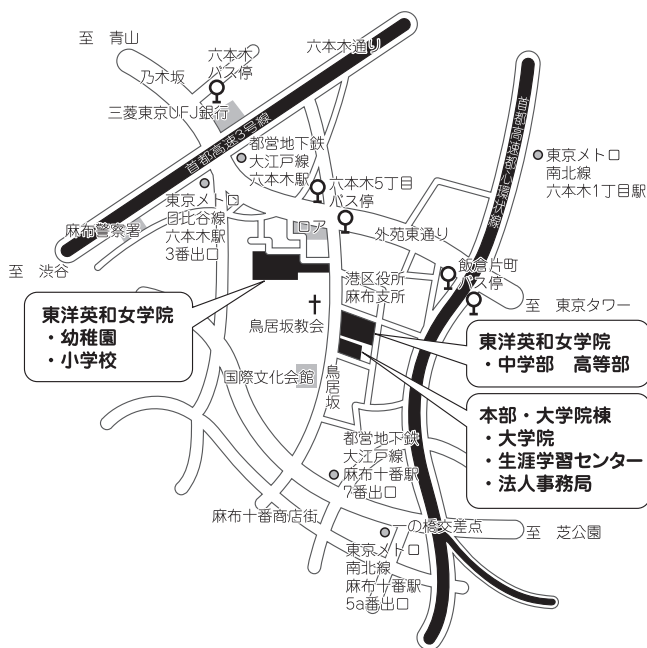 至 青山
六本木
バス停
六本木通り
乃木坂
三菱東京UFJ銀行
首都高速3号線
首都高速都心環状線
都営地下鉄
大江戸線
六本木駅
東京メトロ
南北線
六本木1丁目駅
六本木5丁目
バス停
東京メトロ
日比谷線
六本木駅
3番出口
麻布警察署
ロア
外苑東通り
至 渋谷
飯倉片町
バス停
港区役所
麻布支所
至 東京タワー
東洋英和女学院
・幼稚園
・小学校
鳥居坂教会
東洋英和女学院
・中学部 高等部
国際文化会館
鳥居坂
本部・大学院棟
・大学院
・生涯学習センター
・法人事務局
都営地下鉄
大江戸線
麻布十番駅
7番出口
麻布十番商店街
一の橋交差点
至 芝公園
東京メトロ
南北線
麻布十番駅
5a番出口